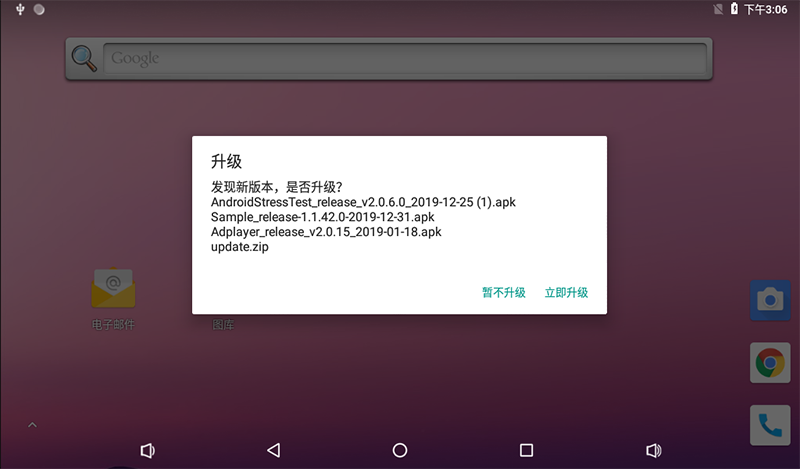 下午3:06
Google
升级
发现新版本，是否升级？
AndroidStressTest_release_v2.0.6.0_2019-12-25 (1).apk
Sample_release-1.1.42.0-2019-12-31.apk
Adplayer_release_v2.0.15_2019-01-18.apk
update.zip
暂不升级 立即升级
电子邮件 图库